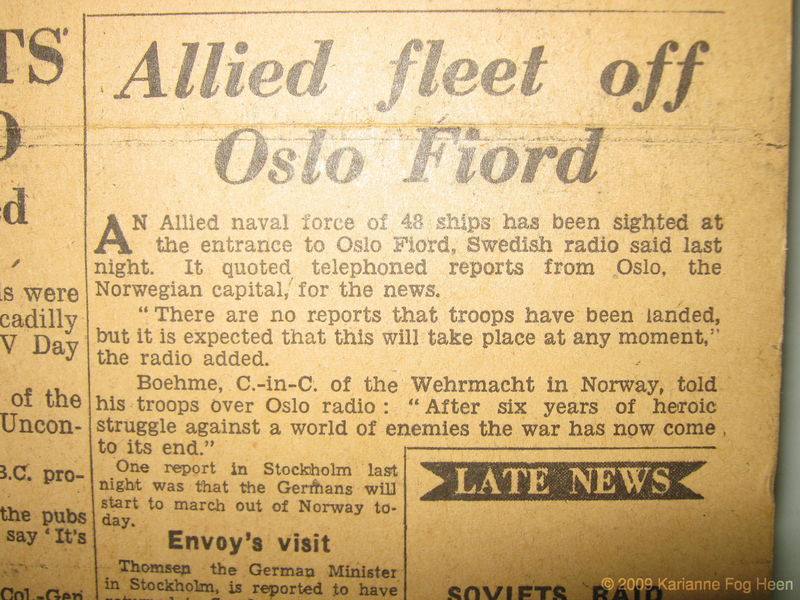 TS
O
ed
ls were
cadilly
V Day
of the
Uncon-
B.C. pro-
the pubs
say 'It's
Col.-Gen
Allied fleet off
Oslo Fiord
AN Allied naval force of 48 ships has been sighted at
the entrance to Oslo Fiord, Swedish radio said last
night. It quoted telephoned reports from Oslo, the
Norwegian capital, for the news.
"There are no reports that troops have been landed,
but it is expected that this will take place at any moment,"
the radio added.
Boehme, C.-in-C. of the Wehrmacht in Norway, told
his troops over Oslo radio : "After six years of heroic
struggle against a world of enemies the war has now come
to its end."
One report in Stockholm last
night was that the Germans will
start to march out of Norway to-
day.
Envoy's visit
Thomsen the German Minister
in Stockholm, is reported to have
LATE NEWS
SOVIETS RAID
© 2009 Karianne Fog Heen